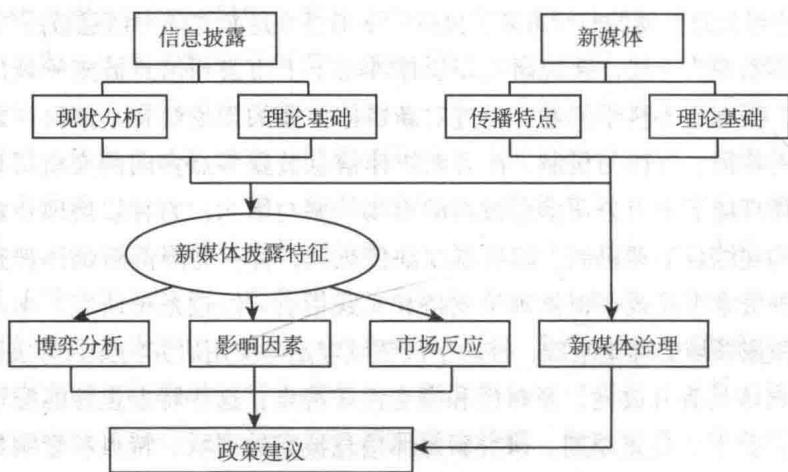 信息披露
新媒体
现状分析
理论基础
传播特点
理论基础
新媒体披露特征
博弈分析
影响因素
市场反应
新媒体治理
政策建议